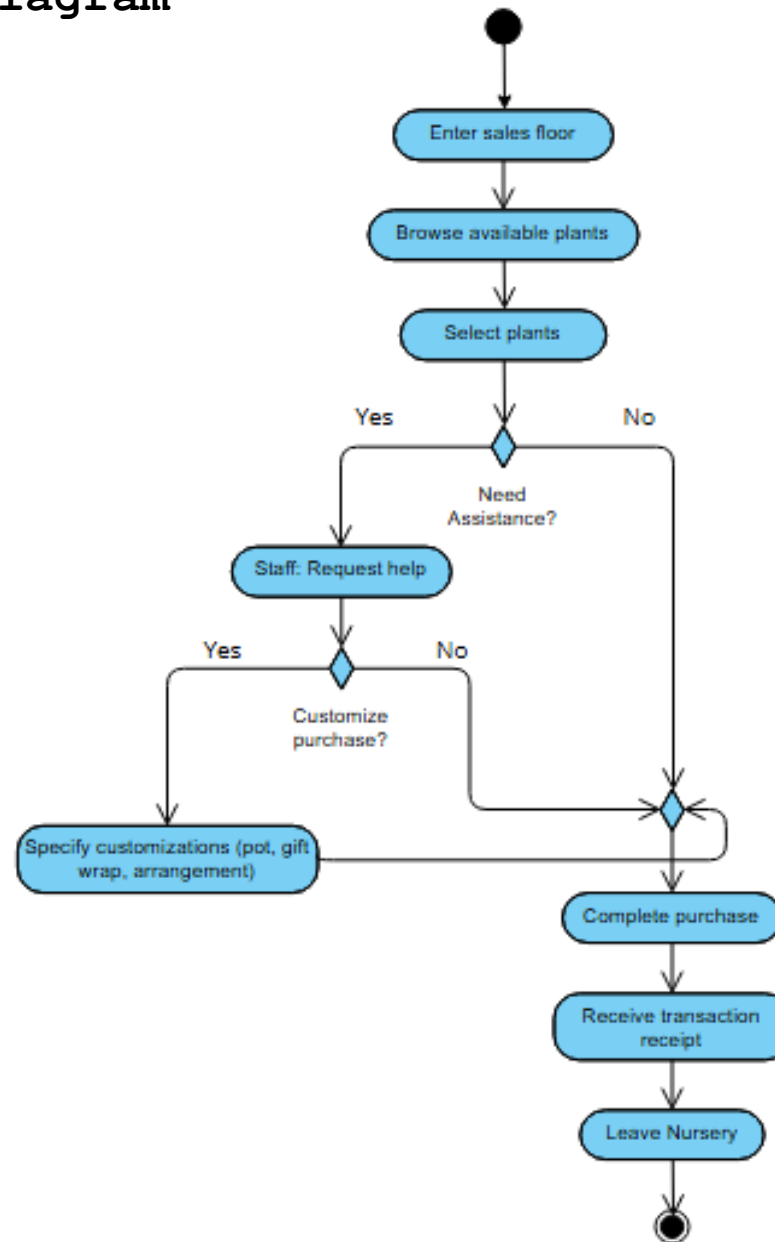 Enter sales floor
Browse available plants
Select plants
Yes
No
Need
Assistance?
Staff: Request help
Yes
No
Customize
purchase?
Specify customizations (pot, gift
wrap, arrangement)
Complete purchase
Receive transaction
receipt
Leave Nursery